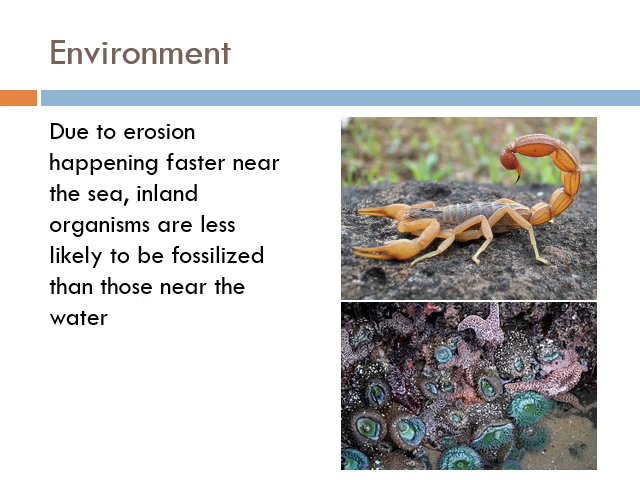 Environment
Due to erosion
happening faster near
the sea, inland
organisms are less
likely to be fossilized
than those near the
water